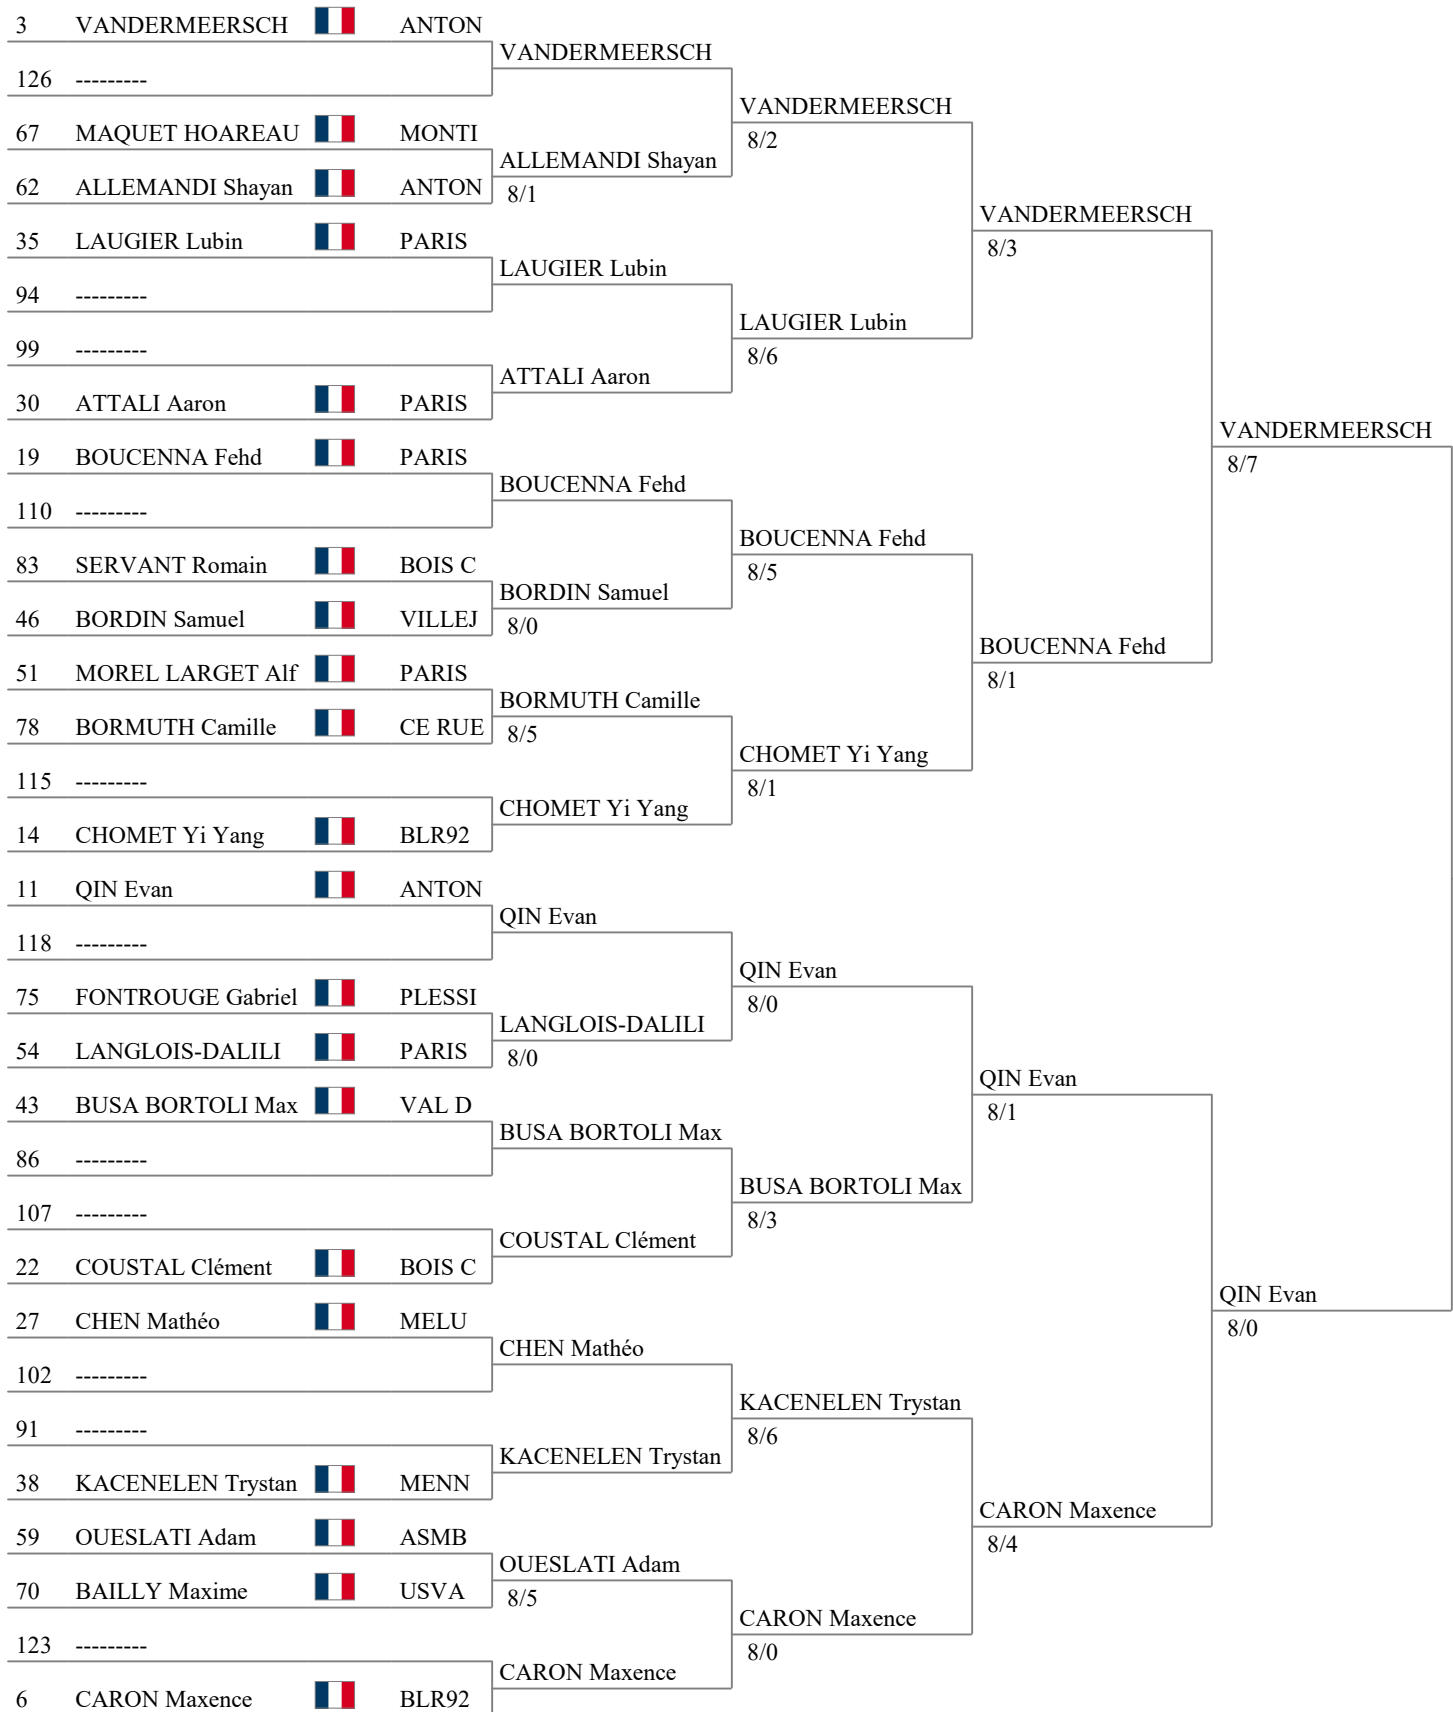 3 VANDERMEERSCH ANTON
VANDERMEERSCH
126 ---------
VANDERMEERSCH
8/2
67 MAQUET HOAREAU MONTI
ALLEMANDI Shayan
8/1
62 ALLEMANDI Shayan ANTON
VANDERMEERSCH
8/3
35 LAUGIER Lubin PARIS
LAUGIER Lubin
94 ---------
LAUGIER Lubin
8/6
99 ---------
ATTALI Aaron
30 ATTALI Aaron PARIS
VANDERMEERSCH
8/7
19 BOUCENNA Fehd PARIS
BOUCENNA Fehd
110 ---------
BOUCENNA Fehd
8/5
83 SERVANT Romain BOIS C
BORDIN Samuel
8/0
46 BORDIN Samuel VILLEJ
BOUCENNA Fehd
8/1
51 MOREL LARGET Alf PARIS
BORMUTH Camille
8/5
78 BORMUTH Camille CE RUE
CHOMET Yi Yang
8/1
115 ---------
CHOMET Yi Yang
14 CHOMET Yi Yang BLR92
11 QIN Evan ANTON
QIN Evan
118 ---------
QIN Evan
8/0
75 FONTROUGE Gabriel PLESSI
LANGLOIS-DALILI
8/0
54 LANGLOIS-DALILI PARIS
QIN Evan
8/1
43 BUSA BORTOLI Max VAL D
BUSA BORTOLI Max
86 ---------
BUSA BORTOLI Max
8/3
107 ---------
COUSTAL Clément
22 COUSTAL Clément BOIS C
QIN Evan
8/0
27 CHEN Mathéo MELU
CHEN Mathéo
102 ---------
KACENELEN Trystan
8/6
91 ---------
KACENELEN Trystan
38 KACENELEN Trystan MENN
CARON Maxence
8/4
59 OUESLATI Adam ASMB
OUESLATI Adam
8/5
70 BAILLY Maxime USVA
CARON Maxence
8/0
123 ---------
CARON Maxence
6 CARON Maxence BLR92